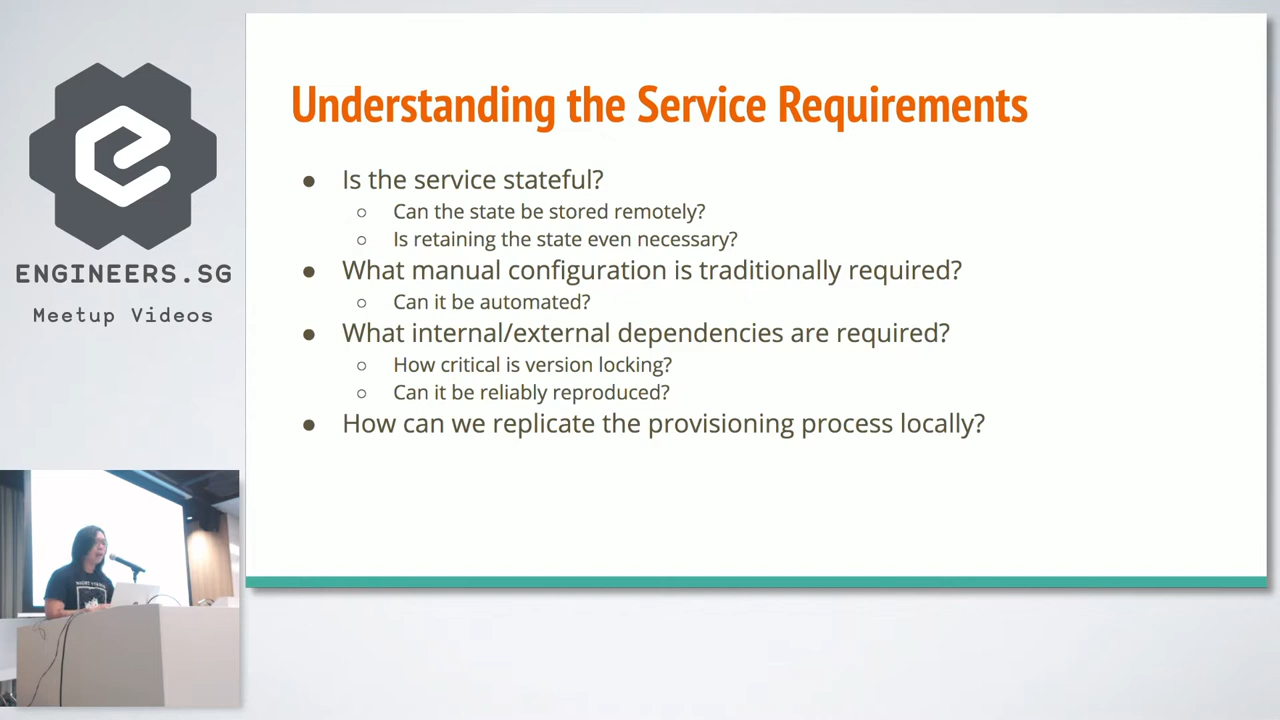 ENGINEERS.SG
Meetup Videos
Understanding the Service Requirements
● Is the service stateful?
○ Can the state be stored remotely?
○ Is retaining the state even necessary?
● What manual configuration is traditionally required?
○ Can it be automated?
● What internal/external dependencies are required?
○ How critical is version locking?
○ Can it be reliably reproduced?
● How can we replicate the provisioning process locally?